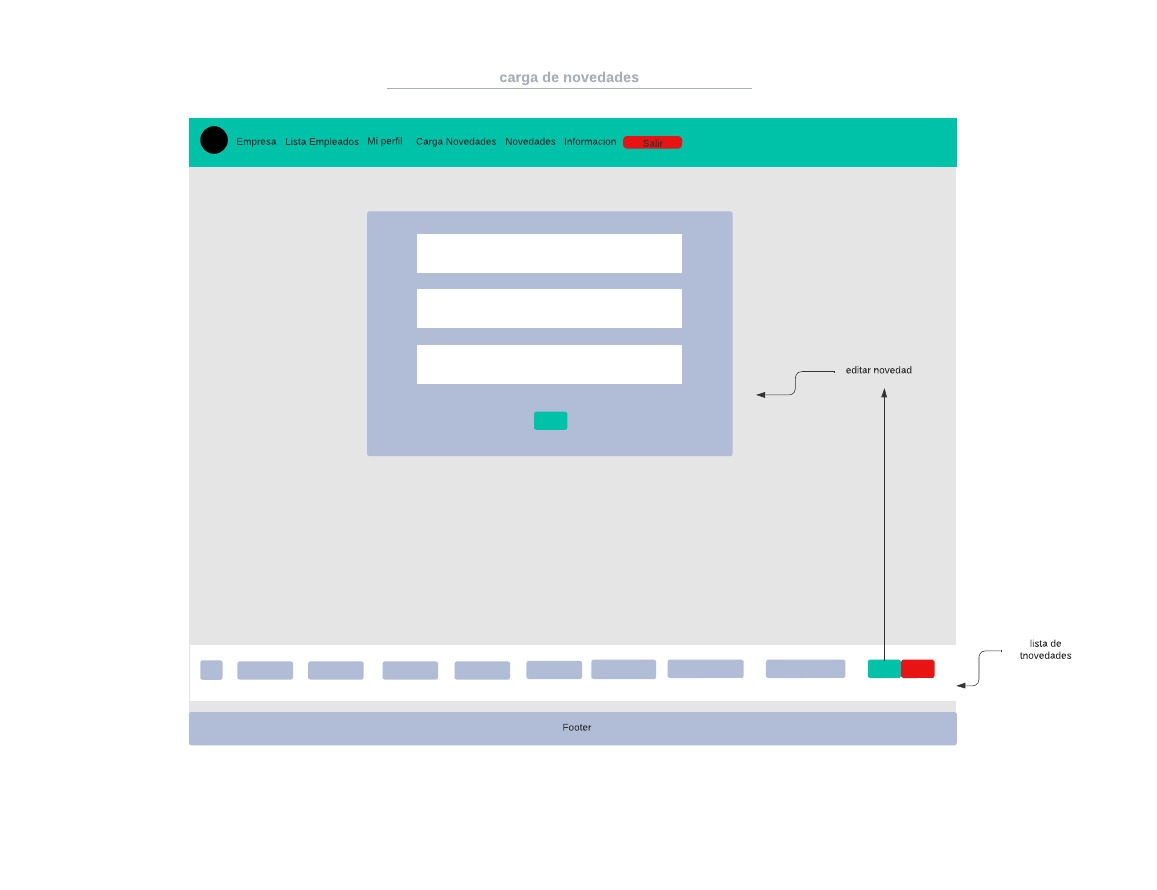 carga de novedades
Empresa Lista Empleados Mi perfil Carga Novedades Novedades Informacion Salir
editar novedad
lista de
tnovedades
Footer